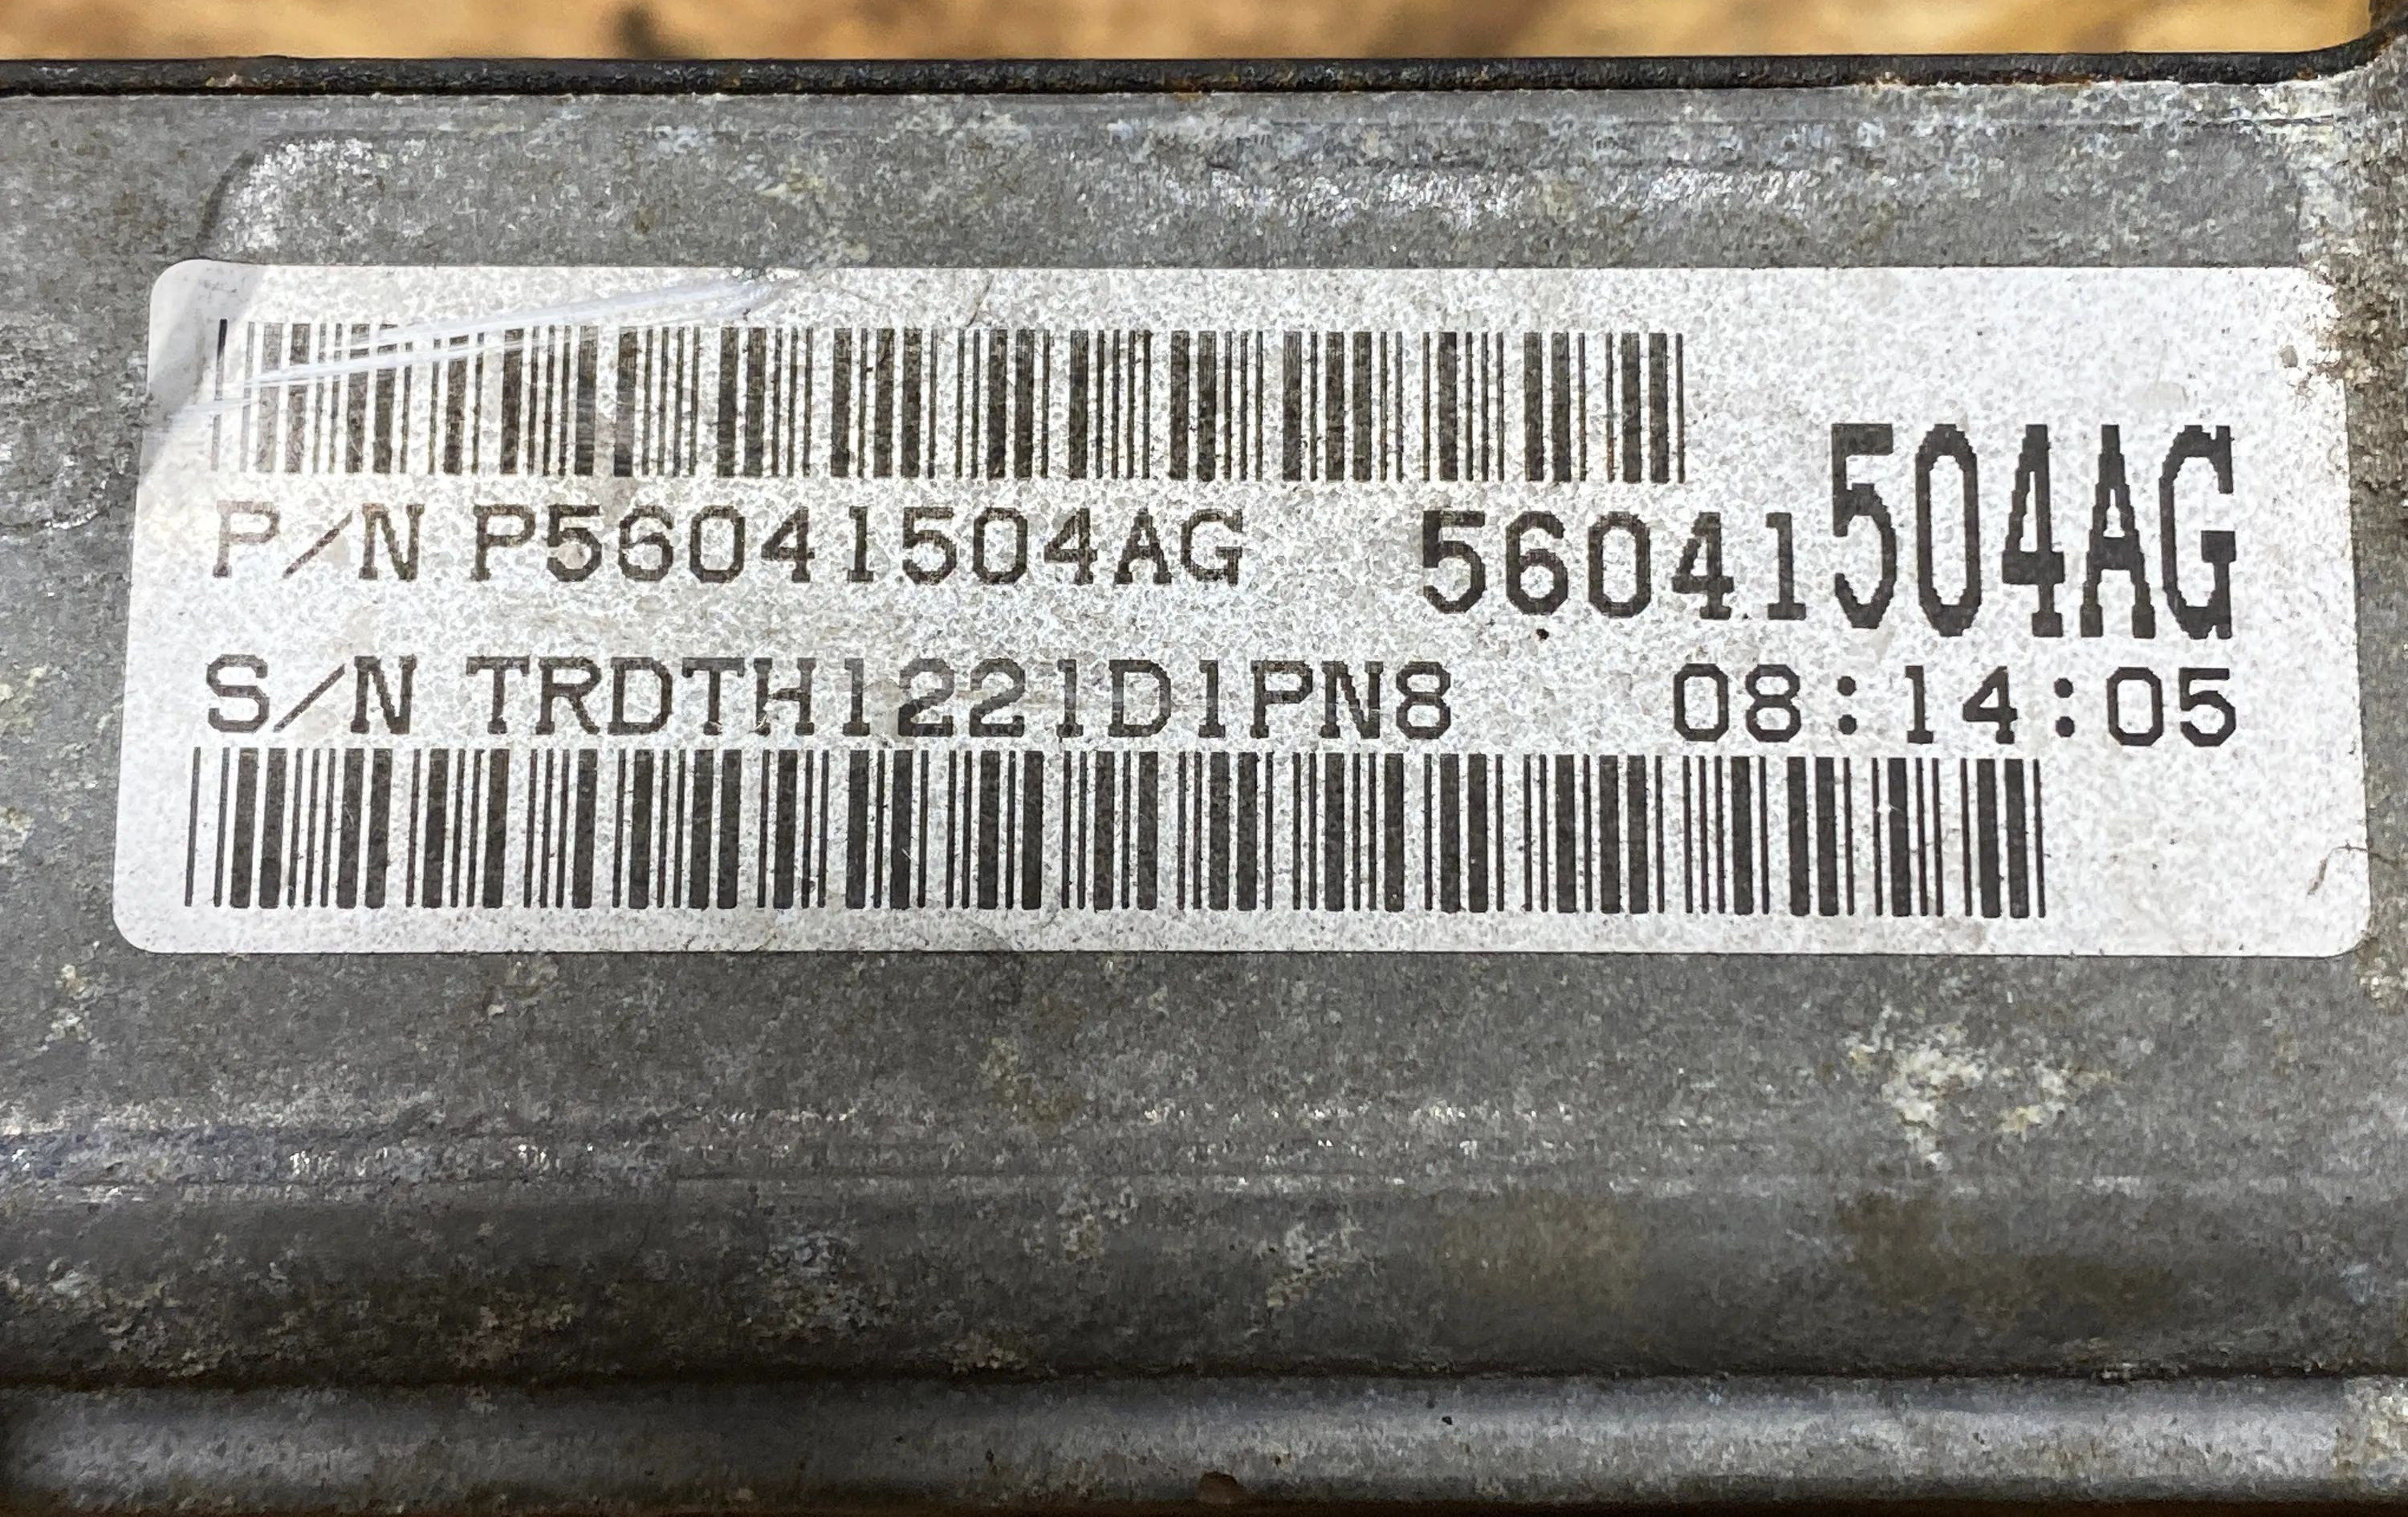 P/N P56041504AG 56041504AG
S/N TRDTH1221D1PN8 08:14:05